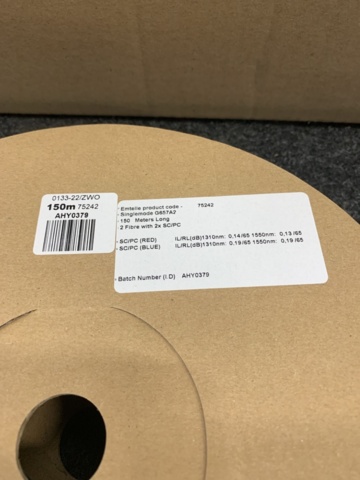 0133-22/ZWO
150m 75242
AHY0379
- Emtelle product code - 75242
- Singlemode G657A2
- 150 Meters Long
- 2 Fibre with 2x SC/PC
- SC/PC (RED) IL/RL(dB)1310nm: 0,14/65 1550nm: 0,13 /65
- SC/PC (BLUE) IL/RL(dB)1310nm: 0,19/65 1550nm: 0,19 /65
- Batch Number (I.D) AHY0379